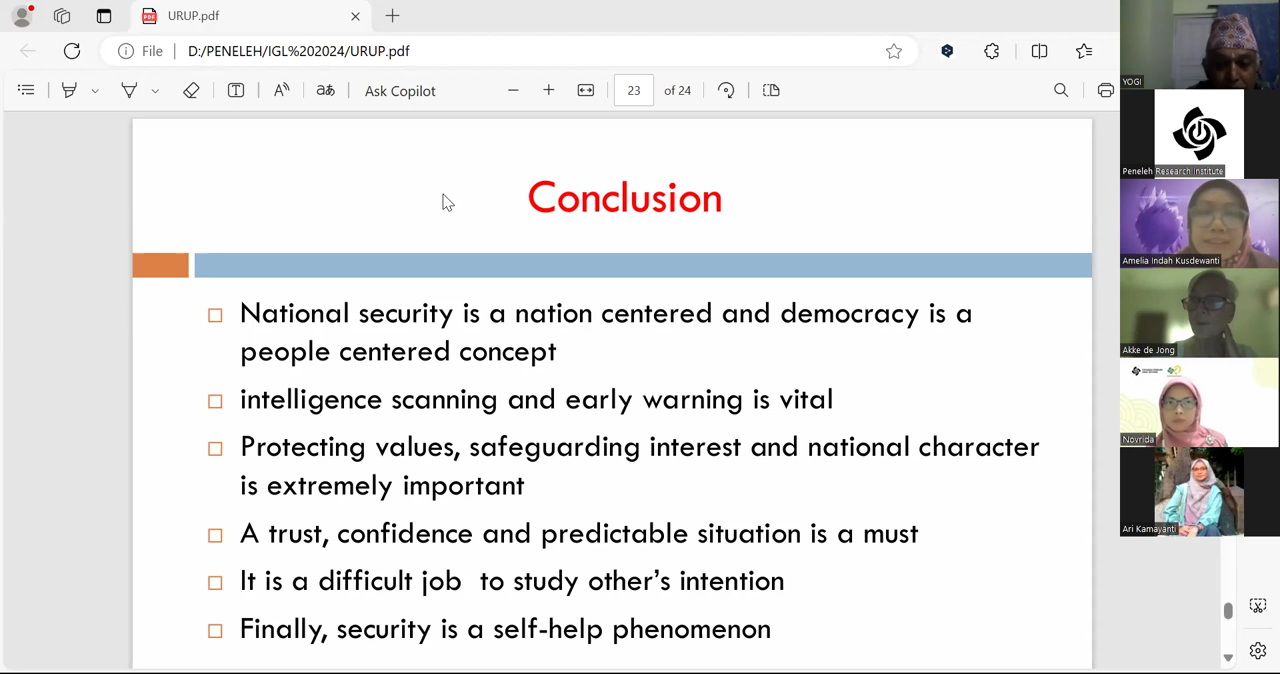 URUP.pdf
File
D:/PENELEH/IGL%202024/URUP.pdf
Ask Copilot
23
of 24
Conclusion
National security is a nation centered and democracy is a
people centered concept
intelligence scanning and early warning is vital
Protecting values, safeguarding interest and national character
is extremely important
A trust, confidence and predictable situation is a must
It is a difficult job to study other's intention
Finally, security is a self-help phenomenon
YOGI
Peneleh Research Institute
Amelia Indah Kusdewanti
Akke de Jong
Novrida
Ari Kamayanti